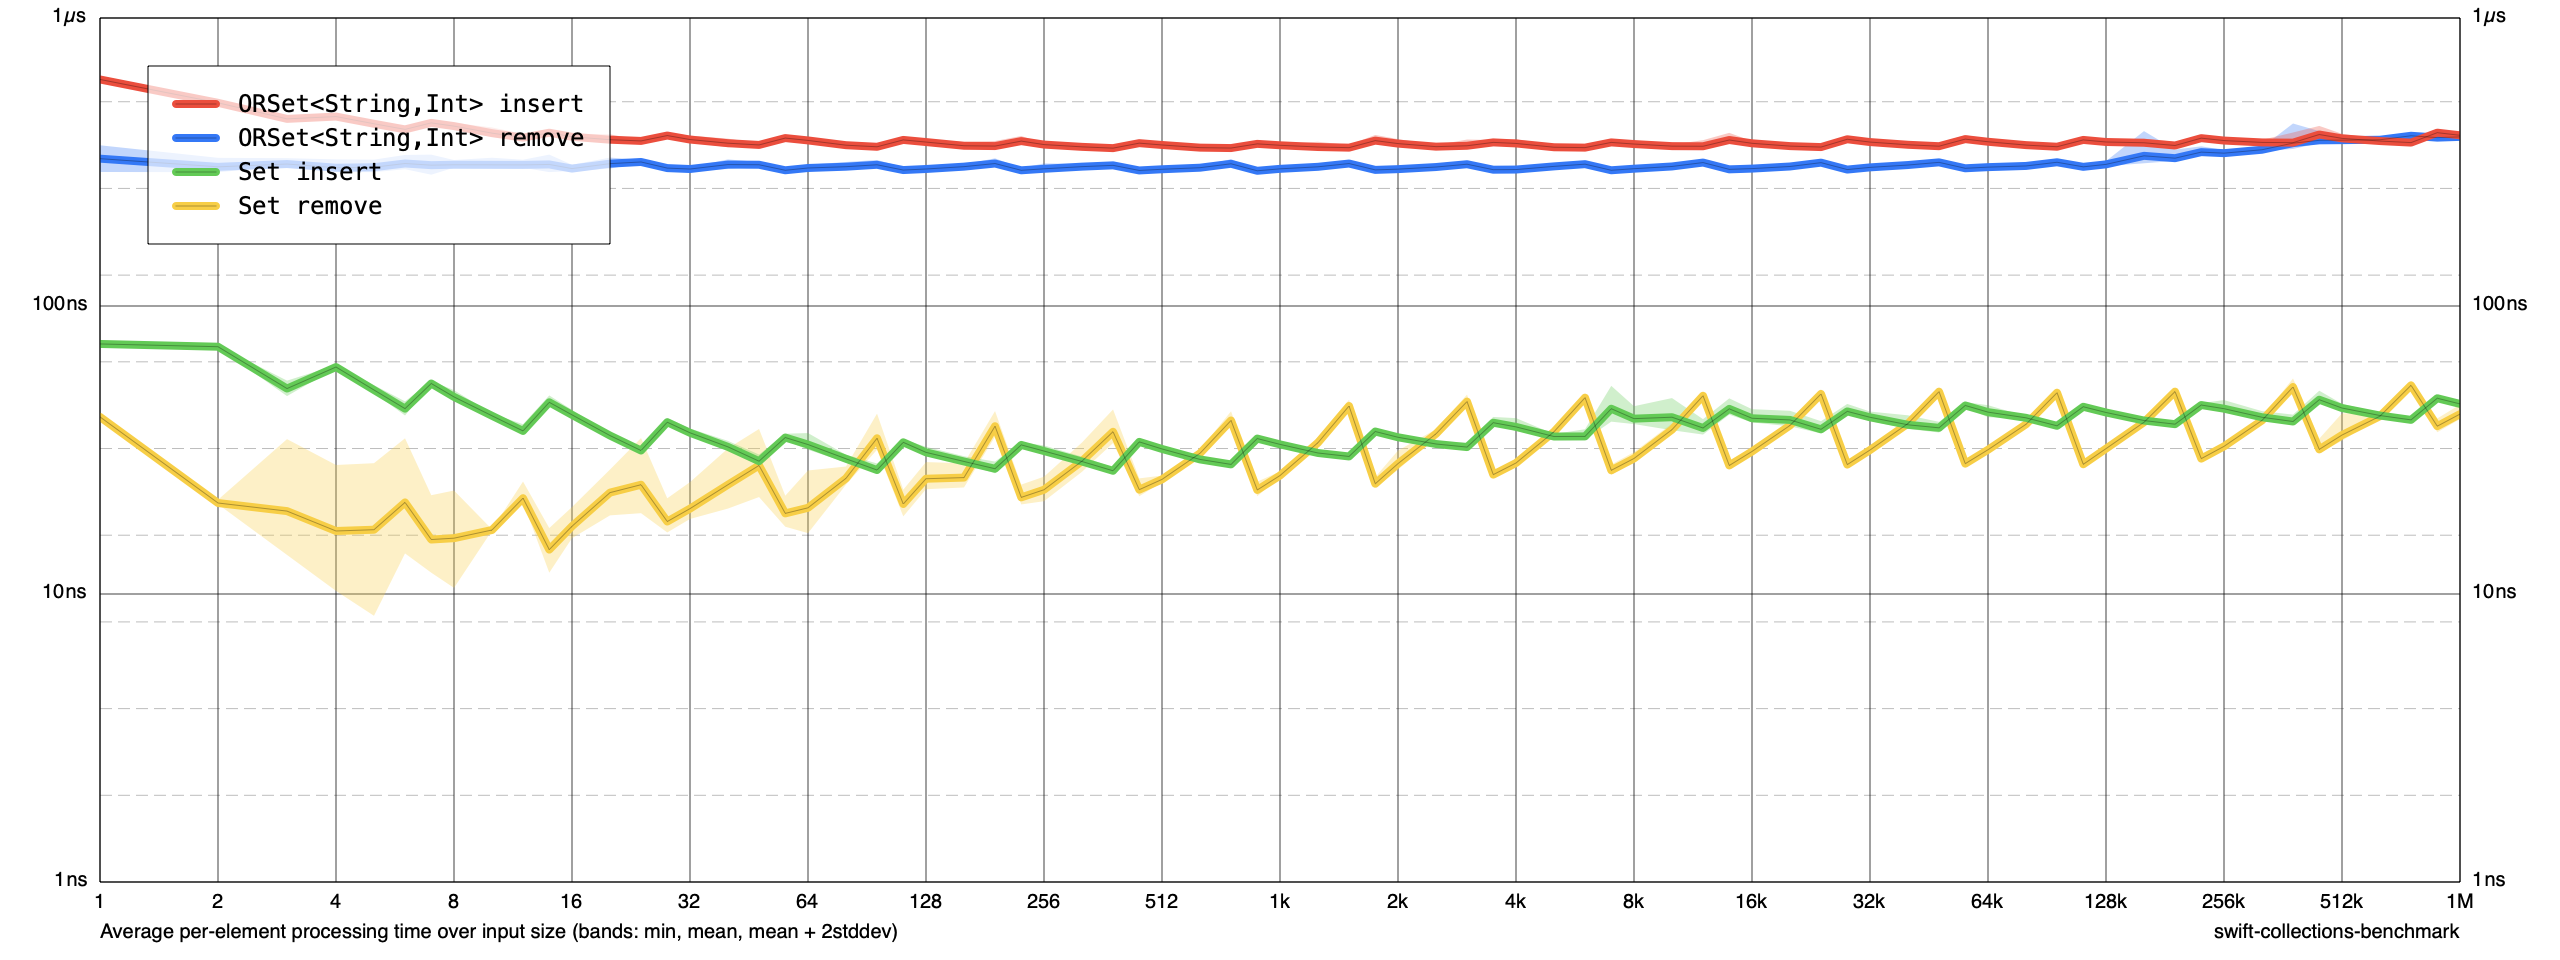 1µs 1µs
ORSet<String,Int> insert
ORSet<String,Int> remove
Set insert
Set remove
100ns 100ns
10ns 10ns
1ns 1ns
1 2 4 8 16 32 64 128 256 512 1k 2k 4k 8k 16k 32k 64k 128k 256k 512k 1M
Average per-element processing time over input size (bands: min, mean, mean + 2stddev) swift-collections-benchmark